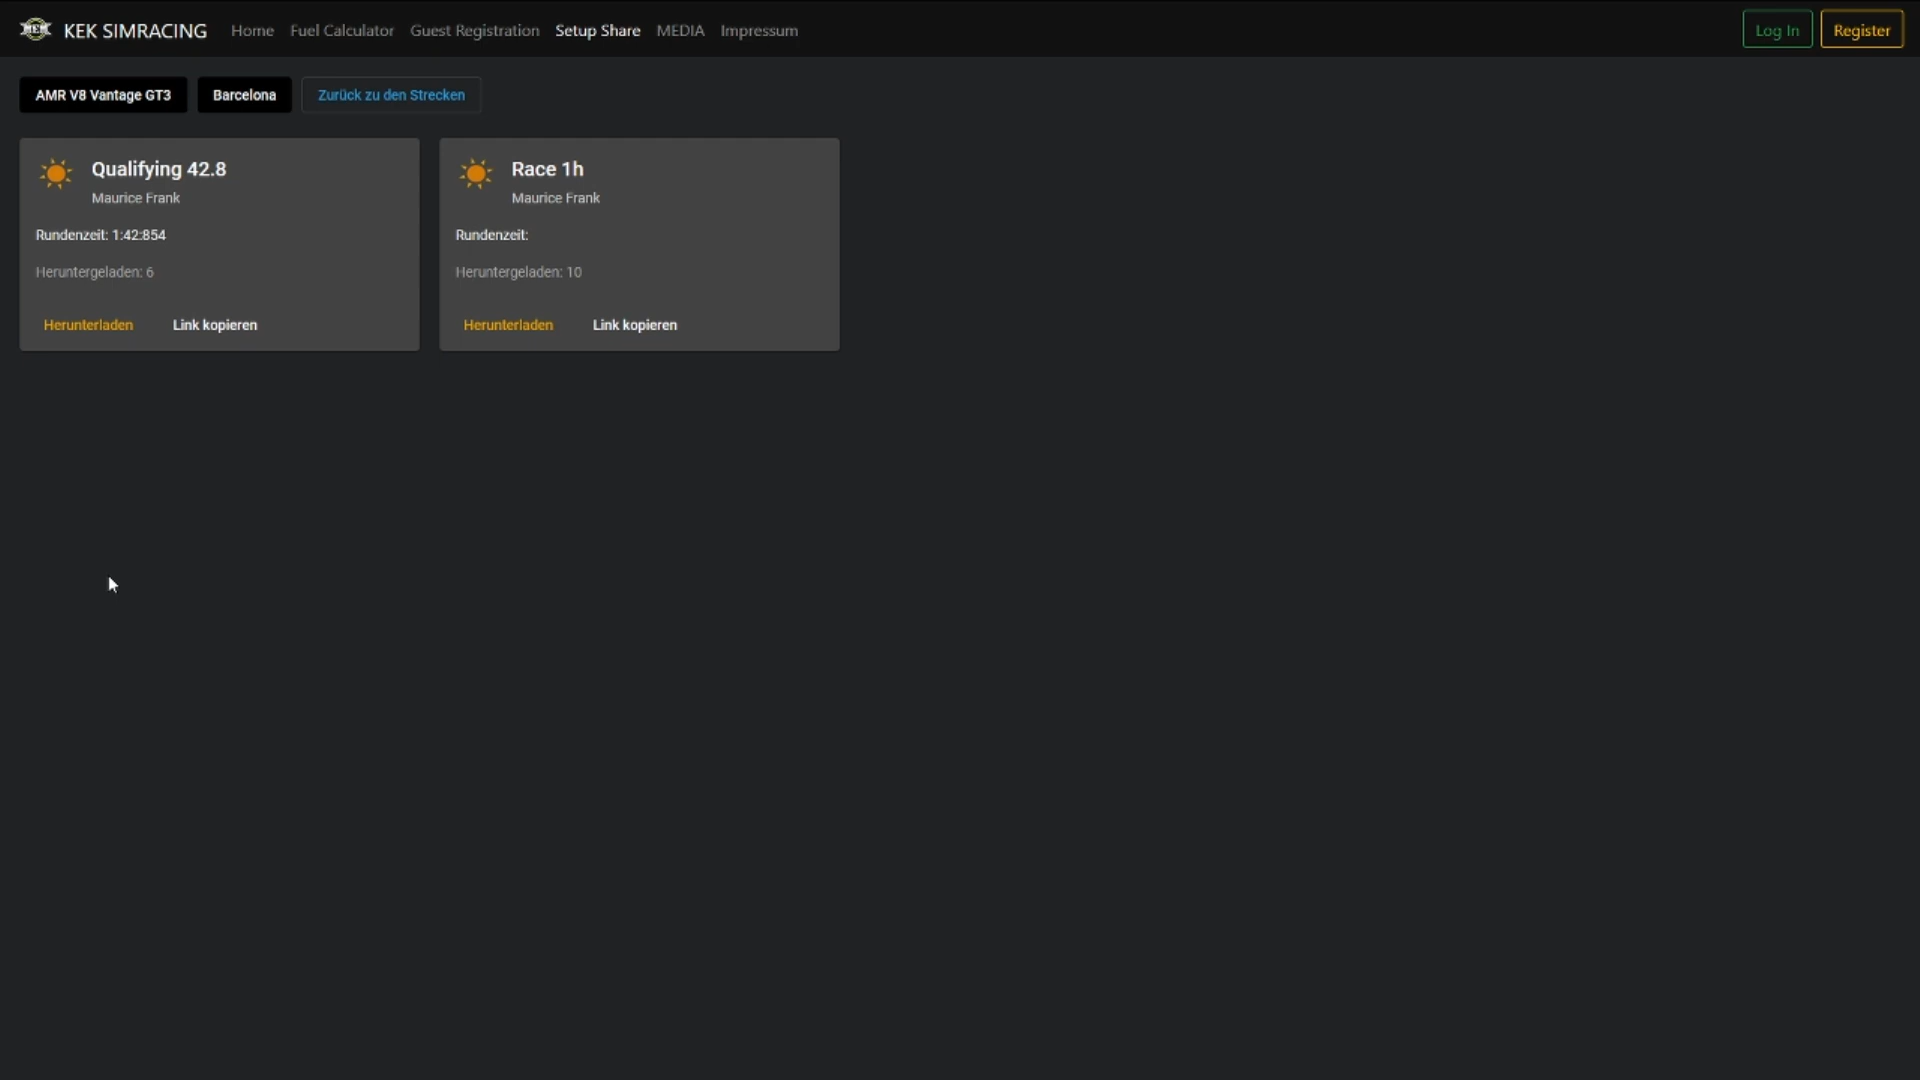 KEK
KEK SIMRACING Home Fuel Calculator Guest Registration Setup Share MEDIA Impressum Log In Register
AMR V8 Vantage GT3 Barcelona Zurück zu den Strecken
Qualifying 42.8
Maurice Frank
Rundenzeit: 1:42:854
Heruntergeladen: 6
Herunterladen Link kopieren
Race 1h
Maurice Frank
Rundenzeit:
Heruntergeladen: 10
Herunterladen Link kopieren